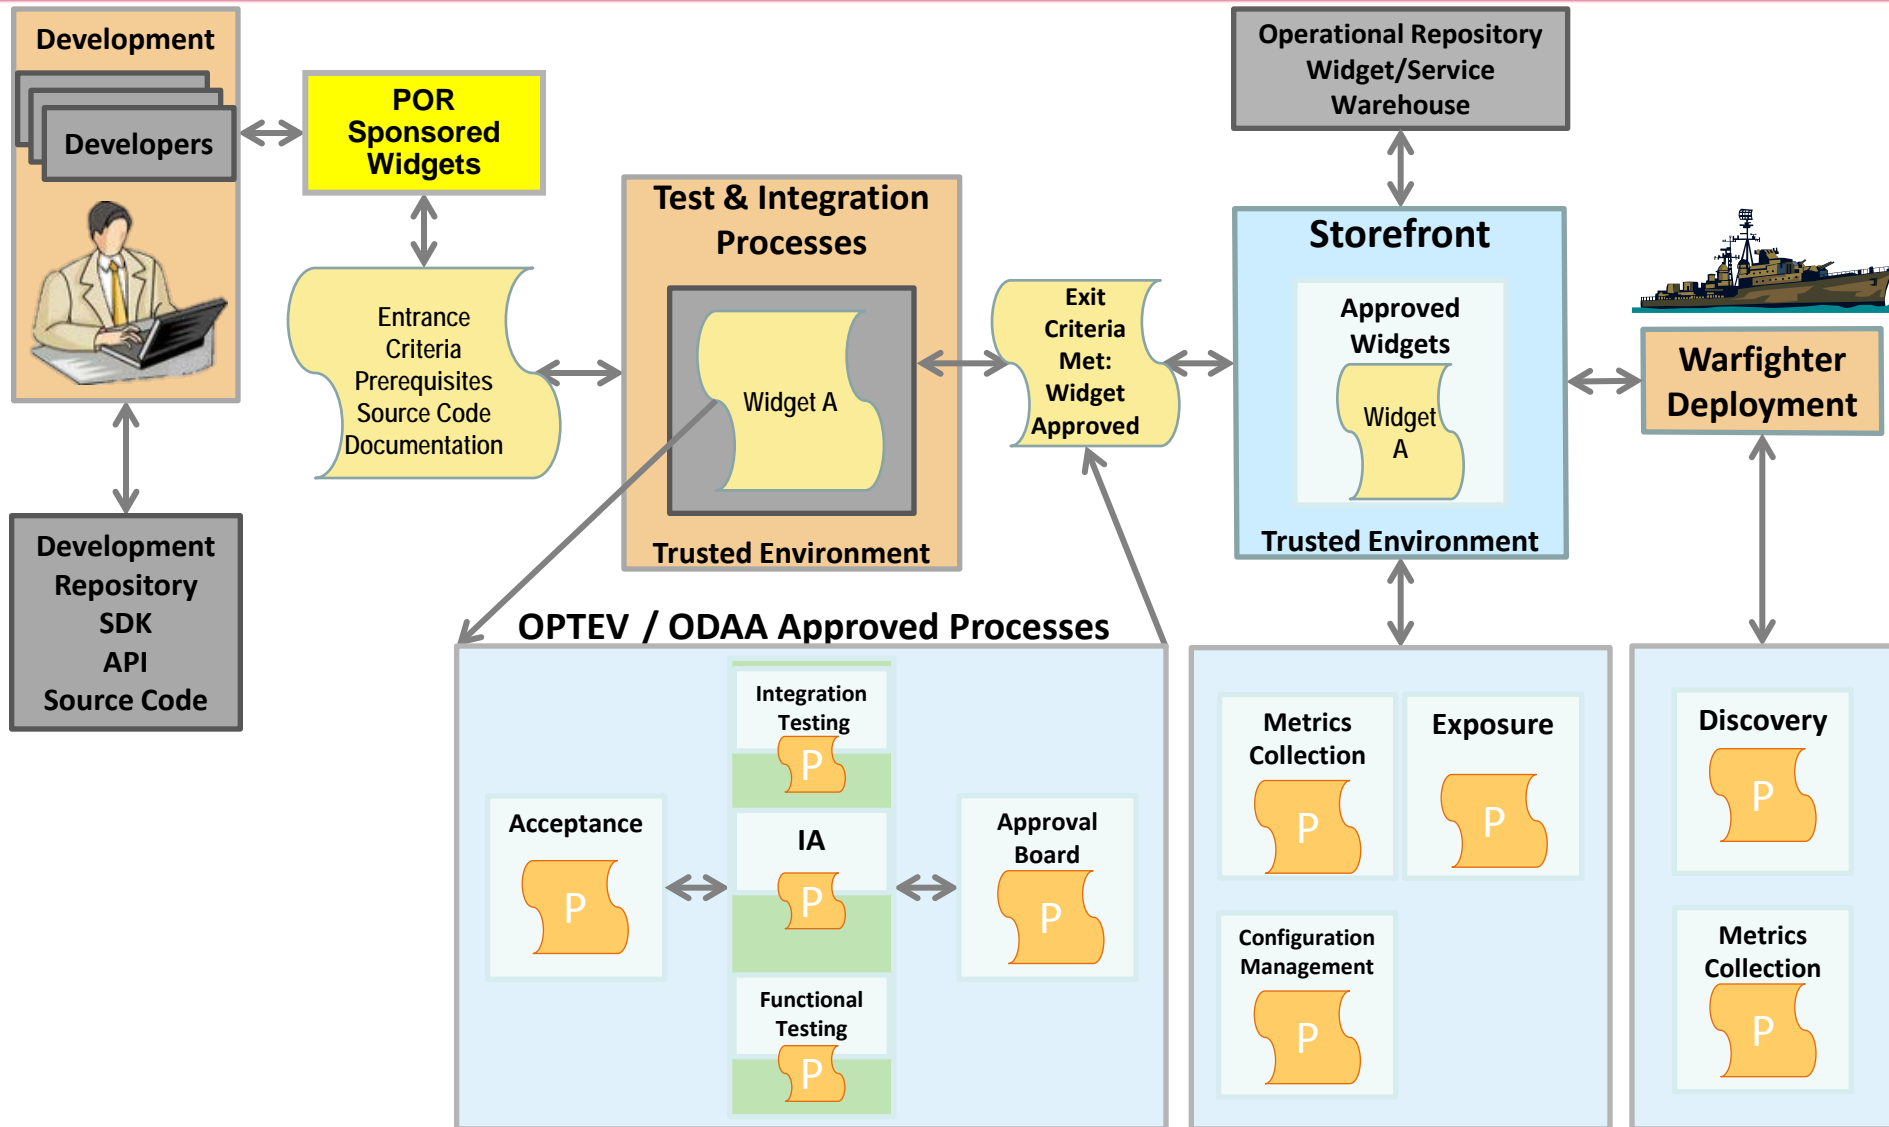 Development
Developers
POR
Sponsored
Widgets
Entrance
Criteria
Prerequisites
Source Code
Documentation
Development
Repository
SDK
API
Source Code
Test & Integration
Processes
Widget A
Trusted Environment
Exit
Criteria
Met:
Widget
Approved
Operational Repository
Widget/Service
Warehouse
Storefront
Approved
Widgets
Widget
A
Trusted Environment
Warfighter
Deployment
OPTEV / ODAA Approved Processes
Acceptance
P
Integration
Testing
P
IA
P
Functional
Testing
P
Approval
Board
P
Metrics
Collection
P
Exposure
P
Configuration
Management
P
Discovery
P
Metrics
Collection
P